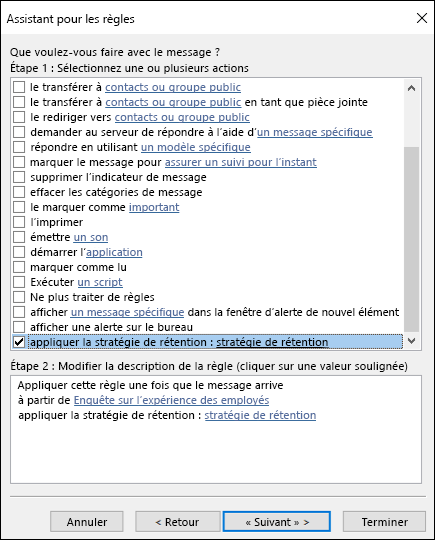 Assistant pour les règles
Que voulez-vous faire avec le message ?
Étape 1 : Sélectionnez une ou plusieurs actions
le transférer à contacts ou groupe public
le transférer à contacts ou groupe public en tant que pièce jointe
le rediriger vers contacts ou groupe public
demander au serveur de répondre à l'aide d'un message spécifique
répondre en utilisant un modèle spécifique
marquer le message pour assurer un suivi pour l'instant
supprimer l'indicateur de message
effacer les catégories de message
le marquer comme important
l'imprimer
émettre un son
démarrer l'application
marquer comme lu
Exécuter un script
Ne plus traiter de règles
afficher un message spécifique dans la fenêtre d'alerte de nouvel élément
afficher une alerte sur le bureau
appliquer la stratégie de rétention : stratégie de rétention
Étape 2 : Modifier la description de la règle (cliquer sur une valeur soulignée)
Appliquer cette règle une fois que le message arrive
à partir de Enquête sur l'expérience des employés
appliquer la stratégie de rétention : stratégie de rétention
Annuler
< Retour
« Suivant » >
Terminer